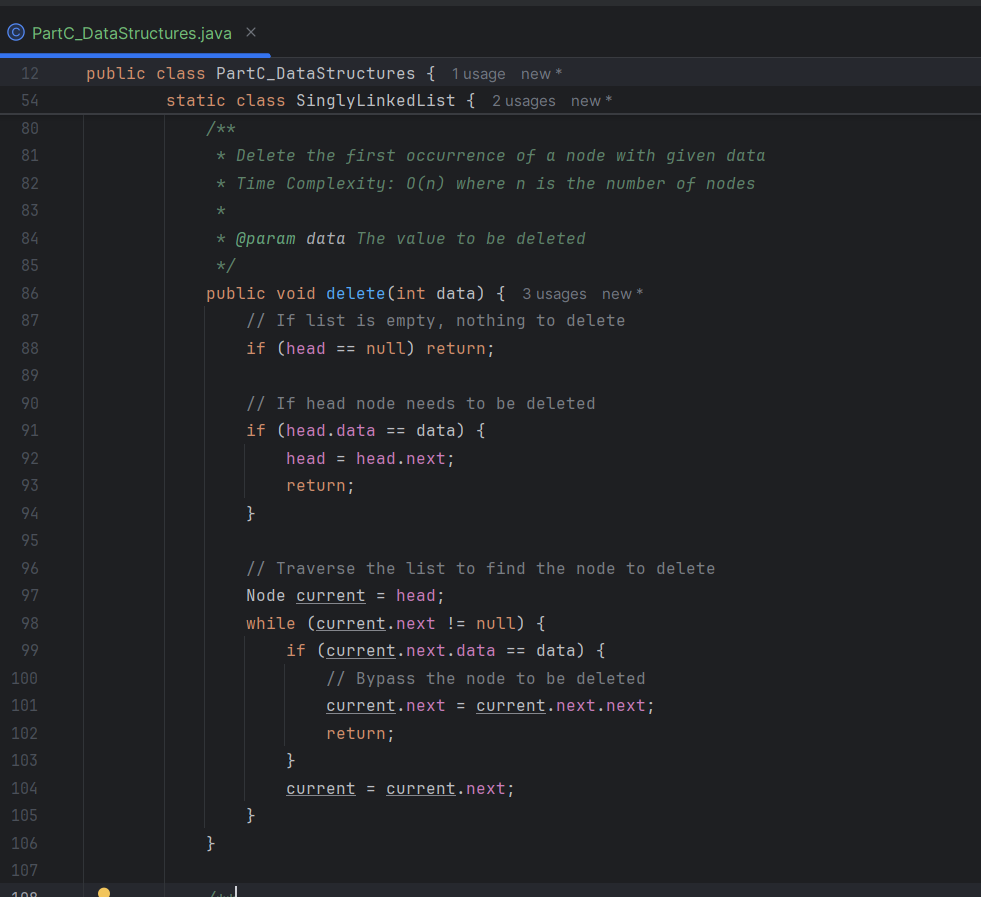 PartC_DataStructures.java
12 public class PartC_DataStructures { 1 usage new *
54 static class SinglyLinkedList { 2 usages new *
80 /**
81 * Delete the first occurrence of a node with given data
82 * Time Complexity: O(n) where n is the number of nodes
83 *
84 * @param data The value to be deleted
85 */
86 public void delete(int data) { 3 usages new *
87 // If list is empty, nothing to delete
88 if (head == null) return;
89
90 // If head node needs to be deleted
91 if (head.data == data) {
92 head = head.next;
93 return;
94 }
95
96 // Traverse the list to find the node to delete
97 Node current = head;
98 while (current.next != null) {
99 if (current.next.data == data) {
100 // Bypass the node to be deleted
101 current.next = current.next.next;
102 return;
103 }
104 current = current.next;
105 }
106 }
107